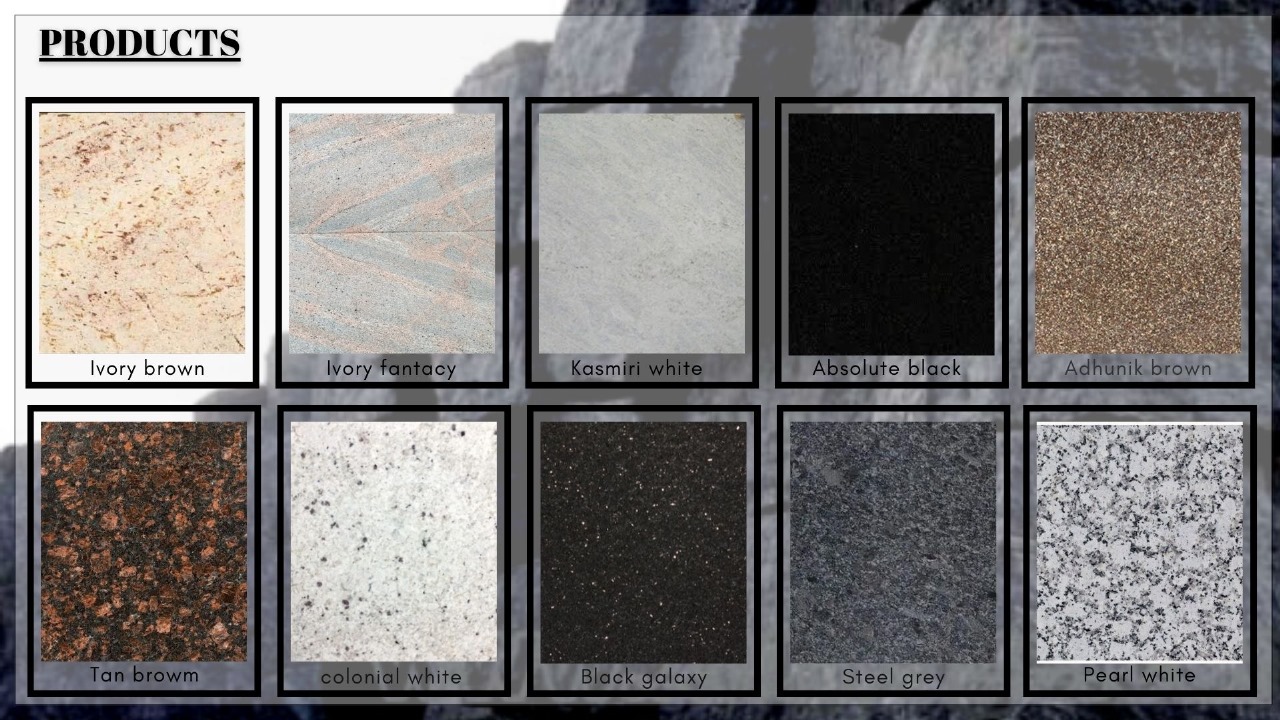 PRODUCTS
Ivory brown
Ivory fantacy
Kasmiri white
Absolute black
Adhunik brown
Tan browm
colonial white
Black galaxy
Steel grey
Pearl white